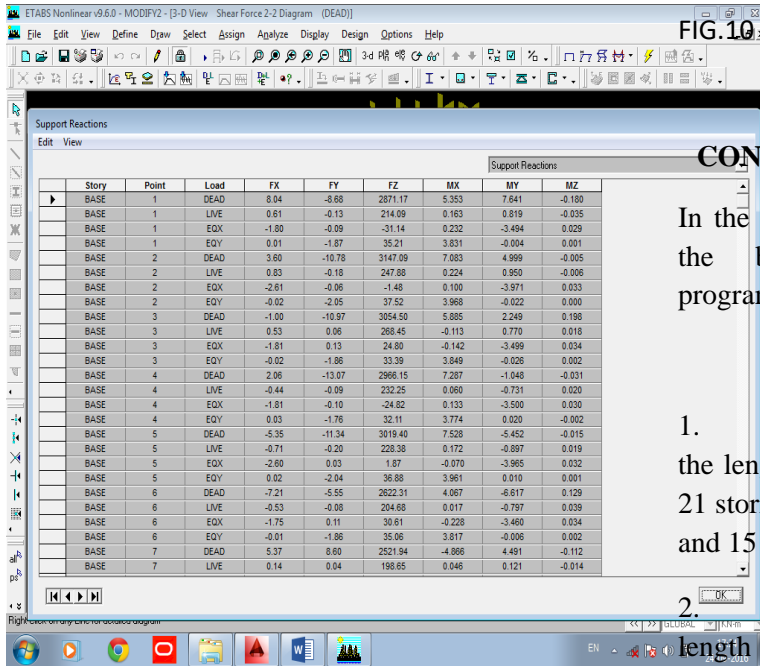 ETABS Nonlinear v9.6.0 - MODIFY2 - [3-D View Shear Force 2-2 Diagram (DEAD)]
File Edit View Define Draw Select Assign Analyze Display Design Options Help
FIG.10
3-d
Support Reactions
Edit View
Support Reactions
CON
Story Point Load FX FY FZ MX MY MZ
BASE 1 DEAD 8.04 -8.68 2871.17 5.353 7.641 -0.180
BASE 1 LIVE 0.61 -0.13 214.09 0.163 0.819 -0.035
BASE 1 EQX -1.80 -0.09 -31.14 0.232 -3.494 0.029
BASE 1 EQY 0.01 -1.87 35.21 3.831 -0.004 0.001
BASE 2 DEAD 3.60 -10.78 3147.09 7.083 4.999 -0.005
BASE 2 LIVE 0.83 -0.18 247.88 0.224 0.950 -0.006
BASE 2 EQX -2.61 -0.06 -1.48 0.100 -3.971 0.033
BASE 2 EQY -0.02 -2.05 37.52 3.968 -0.022 0.000
BASE 3 DEAD -1.00 -10.97 3054.50 5.885 2.249 0.198
BASE 3 LIVE 0.53 0.06 268.45 -0.113 0.770 0.018
BASE 3 EQX -1.81 0.13 24.80 -0.142 -3.499 0.034
BASE 3 EQY -0.02 -1.86 33.39 3.849 -0.026 0.002
BASE 4 DEAD 2.06 -13.07 2966.15 7.287 -1.048 -0.031
BASE 4 LIVE -0.44 -0.09 232.25 0.060 -0.731 0.020
BASE 4 EQX -1.81 -0.10 -24.82 0.133 -3.500 0.030
BASE 4 EQY 0.03 -1.76 32.11 3.774 0.020 -0.002
BASE 5 DEAD -5.35 -11.34 3019.40 7.528 -5.452 -0.015
BASE 5 LIVE -0.71 -0.20 228.38 0.172 -0.897 0.019
BASE 5 EQX -2.60 0.03 1.87 -0.070 -3.965 0.032
BASE 5 EQY 0.02 -2.04 36.88 3.961 0.010 0.001
BASE 6 DEAD -7.21 -5.55 2622.31 4.067 -6.617 0.129
BASE 6 LIVE -0.53 -0.08 204.68 0.017 -0.797 0.039
BASE 6 EQX -1.75 0.11 30.61 -0.228 -3.460 0.034
BASE 6 EQY -0.01 -1.86 35.06 3.817 -0.006 0.002
BASE 7 DEAD 5.37 8.60 2521.94 -4.866 4.491 -0.112
BASE 7 LIVE 0.14 0.04 198.65 0.046 0.121 -0.014
OK
In the
the b
program
1.
the len
21 stor
and 15
2.
length
all
ps
Right Click on any Line for detailed diagram
GLOBAL KN-m
EN